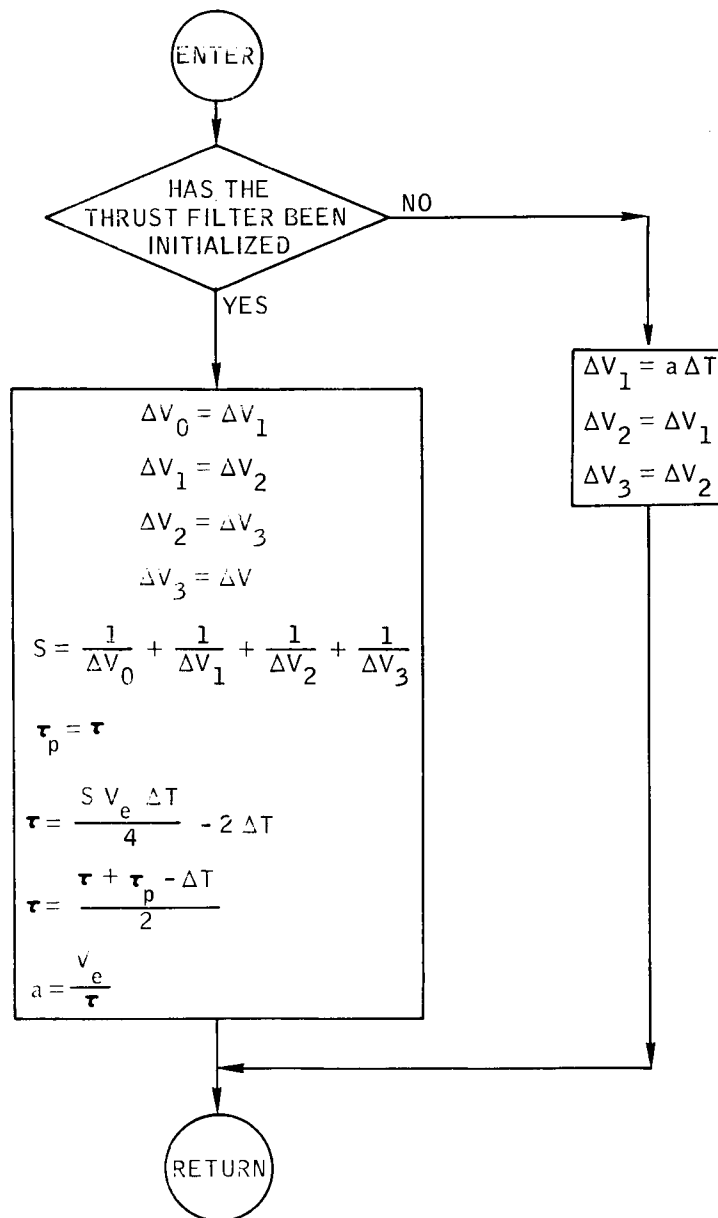 ENTER
HAS THE
THRUST FILTER BEEN
INITIALIZED
NO
YES
ΔV₁ = a ΔT
ΔV₂ = ΔV₁
ΔV₃ = ΔV₂
ΔV₀ = ΔV₁
ΔV₁ = ΔV₂
ΔV₂ = ΔV₃
ΔV₃ = ΔV
S = 1/ΔV₀ + 1/ΔV₁ + 1/ΔV₂ + 1/ΔV₃
τₚ = τ
τ = S Vₑ ΔT/4 - 2 ΔT
τ = (τ + τₚ - ΔT)/2
a = Vₑ/τ
RETURN